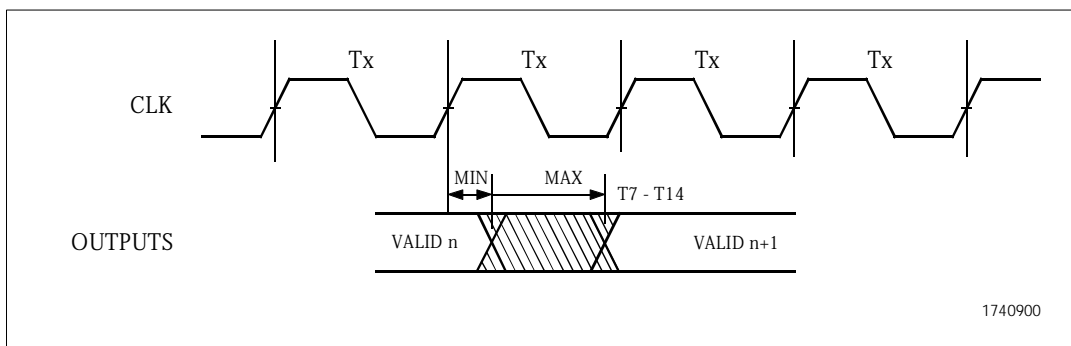 Tx Tx Tx Tx
CLK
MIN MAX T7 - T14
OUTPUTS VALID n VALID n+1
1740900